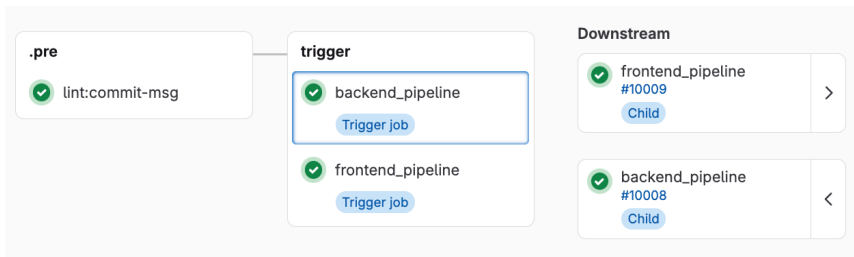 .pre
lint:commit-msg
trigger
backend_pipeline
Trigger job
frontend_pipeline
Trigger job
Downstream
frontend_pipeline
#10009
Child
backend_pipeline
#10008
Child